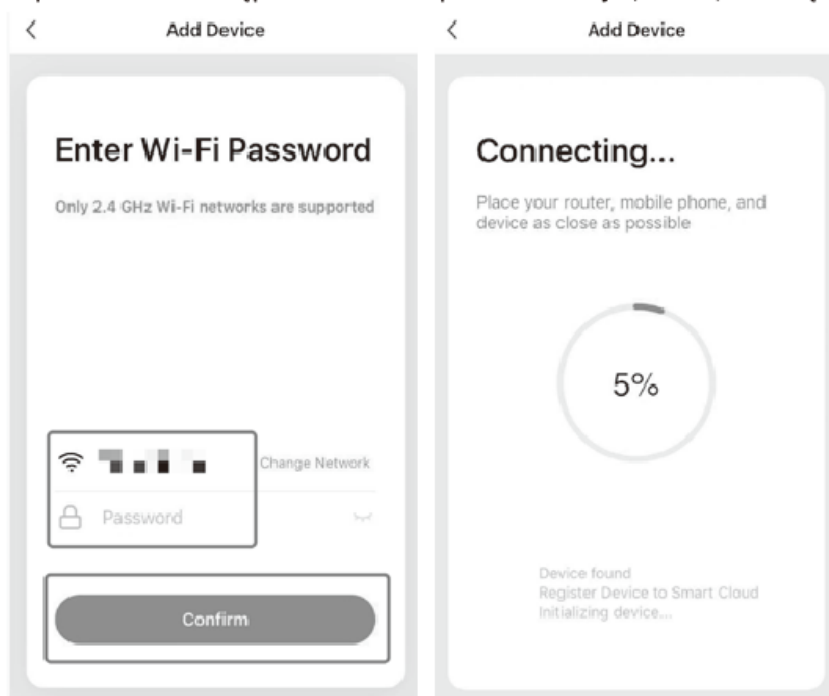 Add Device
Enter Wi-Fi Password
Only 2.4 GHz Wi-Fi networks are supported
Change Network
Password
Confirm
Add Device
Connecting...
Place your router, mobile phone, and
device as close as possible
5%
Device found
Register Device to Smart Cloud
Initializing device...